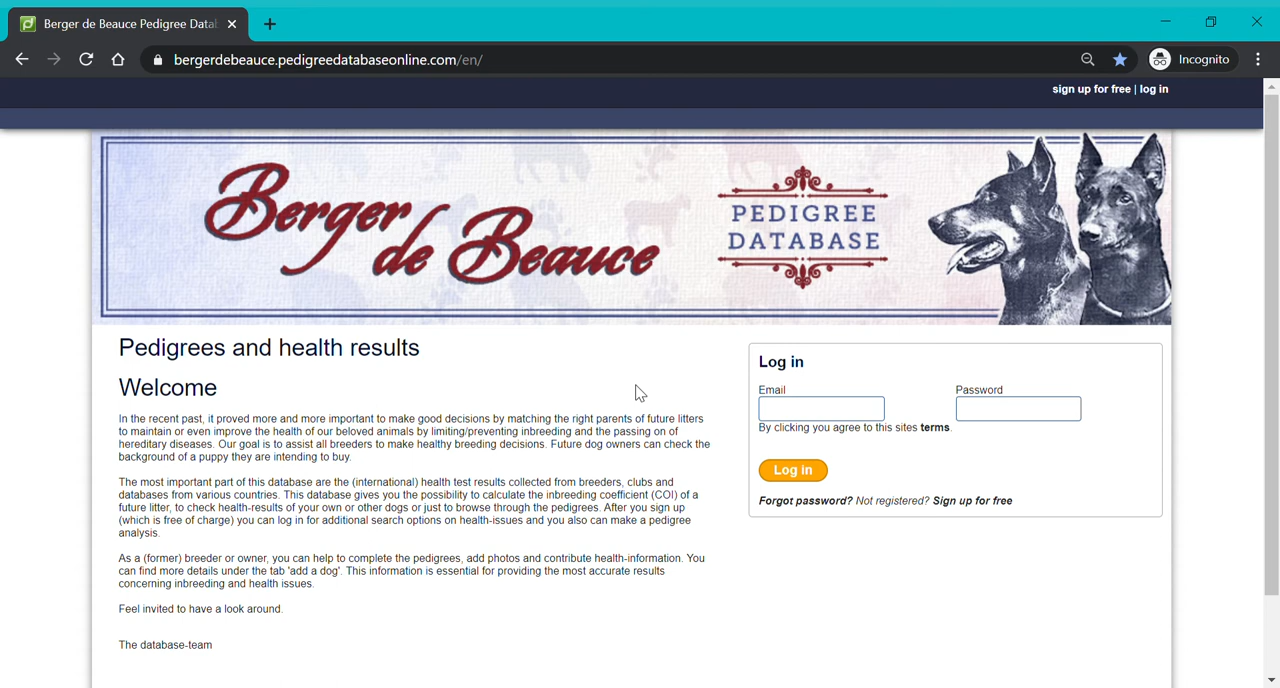 Berger de Beauce Pedigree Data
bergerdebeauce.pedigreedatabaseonline.com/en/
Incognito
sign up for free | log in
Berger
de Beauce
PEDIGREE
DATABASE
Pedigrees and health results
Welcome
In the recent past, it proved more and more important to make good decisions by matching the right parents of future litters
to maintain or even improve the health of our beloved animals by limiting/preventing inbreeding and the passing on of
hereditary diseases. Our goal is to assist all breeders to make healthy breeding decisions. Future dog owners can check the
background of a puppy they are intending to buy.
The most important part of this database are the (international) health test results collected from breeders, clubs and
databases from various countries. This database gives you the possibility to calculate the inbreeding coefficient (COI) of a
future litter, to check health-results of your own or other dogs or just to browse through the pedigrees. After you sign up
(which is free of charge) you can log in for additional search options on health-issues and you also can make a pedigree
analysis.
As a (former) breeder or owner, you can help to complete the pedigrees, add photos and contribute health-information. You
can find more details under the tab 'add a dog'. This information is essential for providing the most accurate results
concerning inbreeding and health issues.
Feel invited to have a look around.
The database-team
Log in
Email Password
By clicking you agree to this sites terms.
Log in
Forgot password? Not registered? Sign up for free